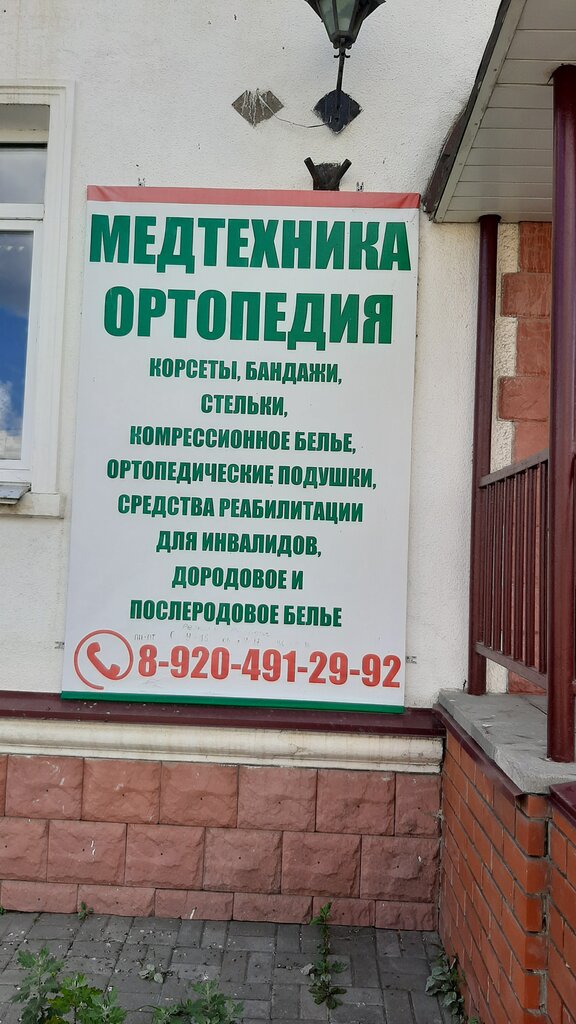 МЕДТЕХНИКА
ОРТОПЕДИЯ
КОРСЕТЫ, БАНДАЖИ,
СТЕЛЬКИ,
КОМРЕССИОННОЕ БЕЛЬЕ,
ОРТОПЕДИЧЕСКИЕ ПОДУШКИ,
СРЕДСТВА РЕАБИЛИТАЦИИ
ДЛЯ ИНВАЛИДОВ,
ДОРОДОВОЕ И
ПОСЛЕРОДОВОЕ БЕЛЬЕ
8-920-491-29-92